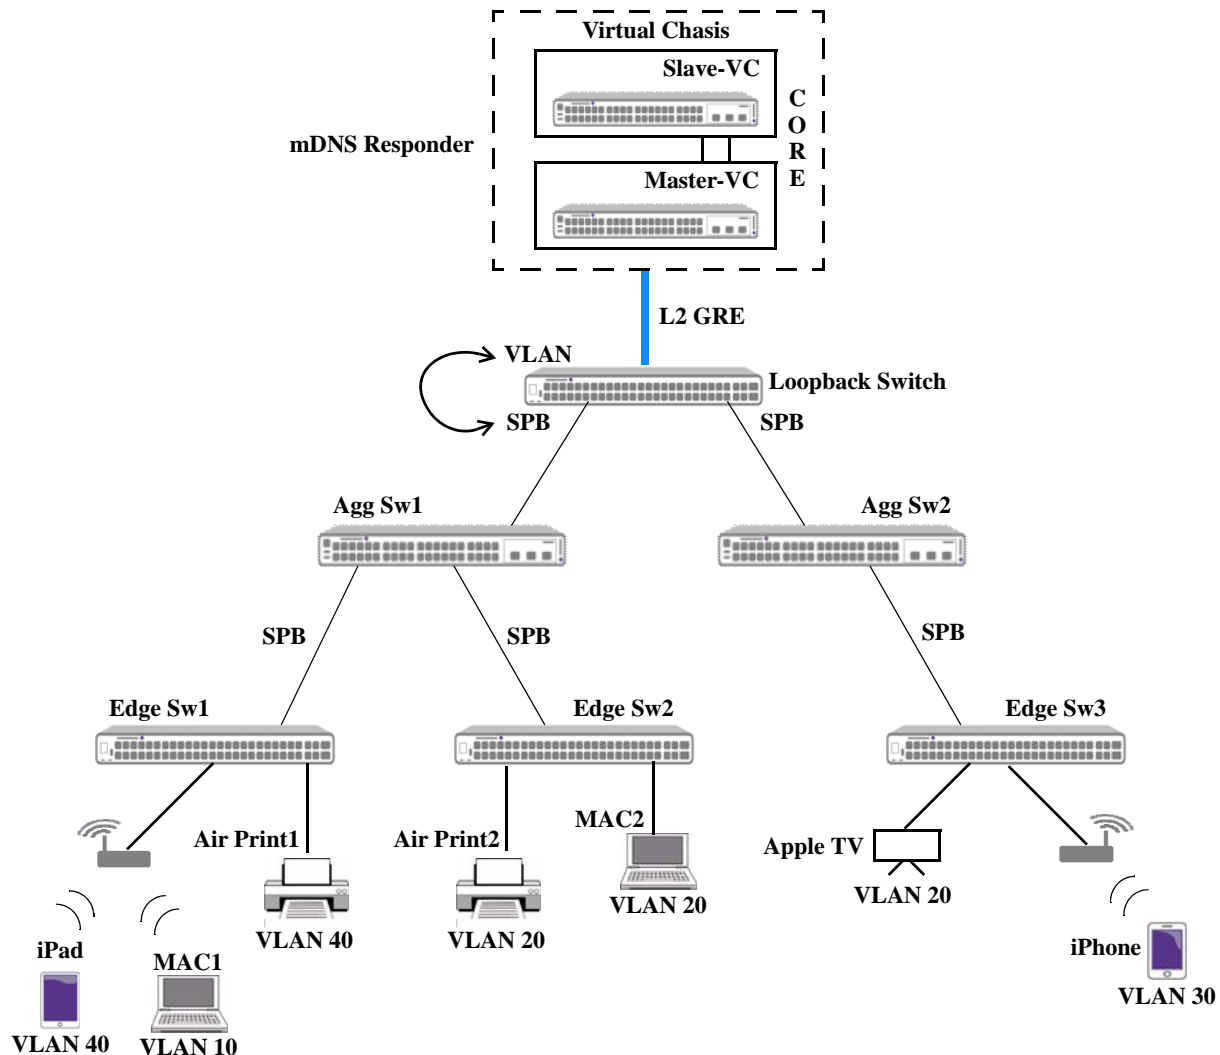 Virtual Chasis
Slave-VC
CORE
mDNS Responder
Master-VC
L2 GRE
VLAN
Loopback Switch
SPB
SPB
Agg Sw1
Agg Sw2
SPB
SPB
SPB
Edge Sw1
Edge Sw2
Edge Sw3
Air Print1
Air Print2
MAC2
Apple TV
VLAN 40
VLAN 20
VLAN 20
VLAN 20
iPad
MAC1
iPhone
VLAN 40
VLAN 10
VLAN 30